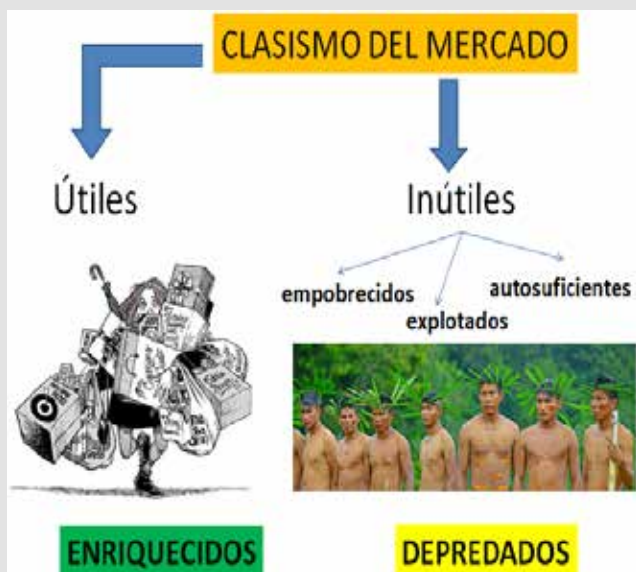 CLASISMO DEL MERCADO
Útiles
Inútiles
empobrecidos
explotados
autosuficientes
ENRIQUECIDOS
DEPREDADOS